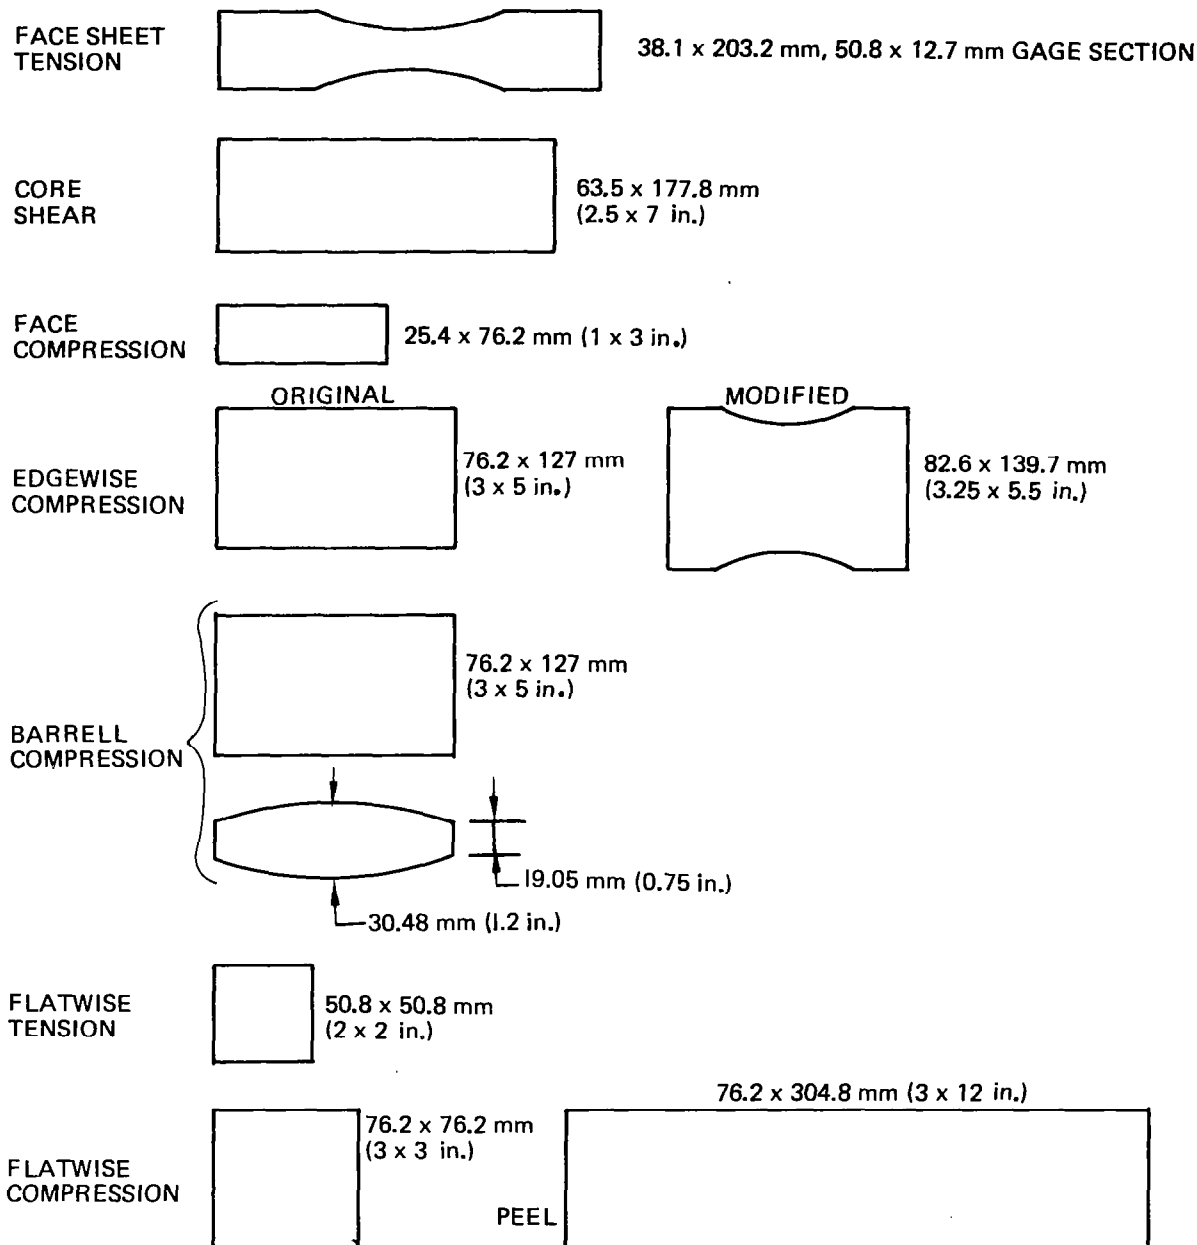 FACE SHEET
TENSION
38.1 x 203.2 mm, 50.8 x 12.7 mm GAGE SECTION
CORE
SHEAR
63.5 x 177.8 mm
(2.5 x 7 in.)
FACE
COMPRESSION
25.4 x 76.2 mm (1 x 3 in.)
ORIGINAL
MODIFIED
EDGEWISE
COMPRESSION
76.2 x 127 mm
(3 x 5 in.)
82.6 x 139.7 mm
(3.25 x 5.5 in.)
BARRELL
COMPRESSION
76.2 x 127 mm
(3 x 5 in.)
19.05 mm (0.75 in.)
30.48 mm (1.2 in.)
FLATWISE
TENSION
50.8 x 50.8 mm
(2 x 2 in.)
FLATWISE
COMPRESSION
76.2 x 76.2 mm
(3 x 3 in.)
76.2 x 304.8 mm (3 x 12 in.)
PEEL